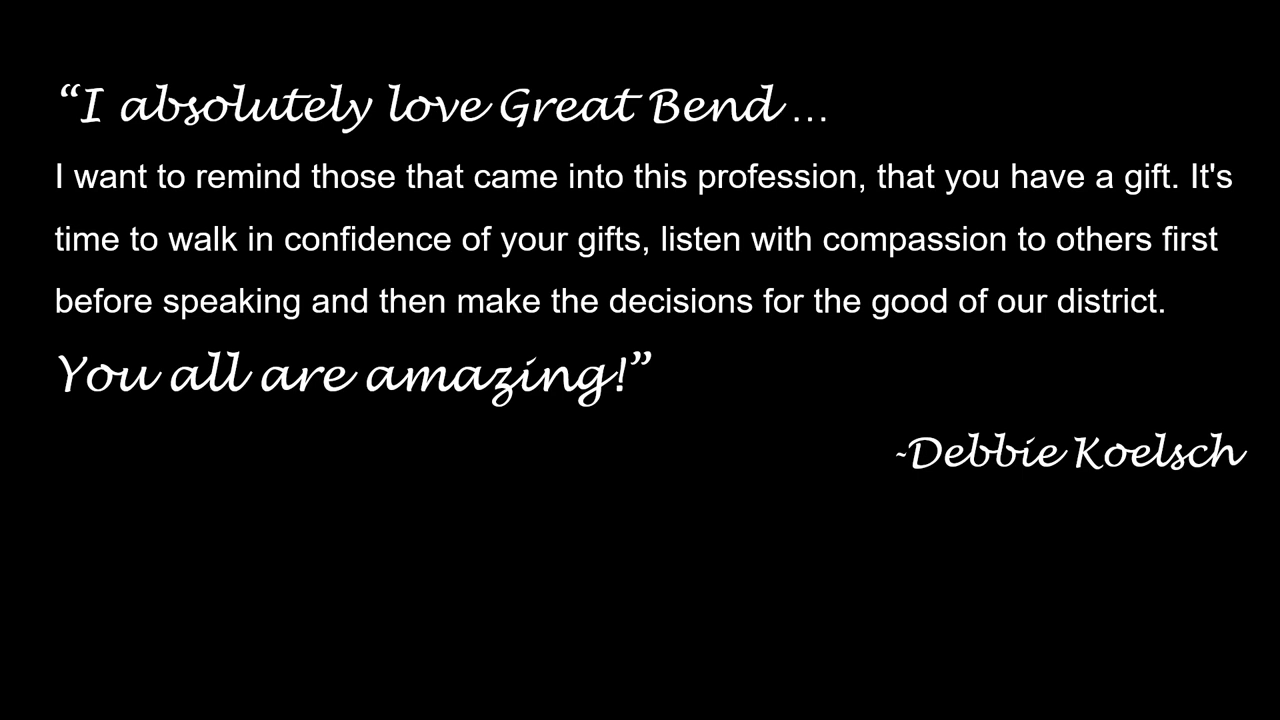 “I absolutely love Great Bend …
I want to remind those that came into this profession, that you have a gift. It's
time to walk in confidence of your gifts, listen with compassion to others first
before speaking and then make the decisions for the good of our district.
You all are amazing!”
-Debbie Koelsch